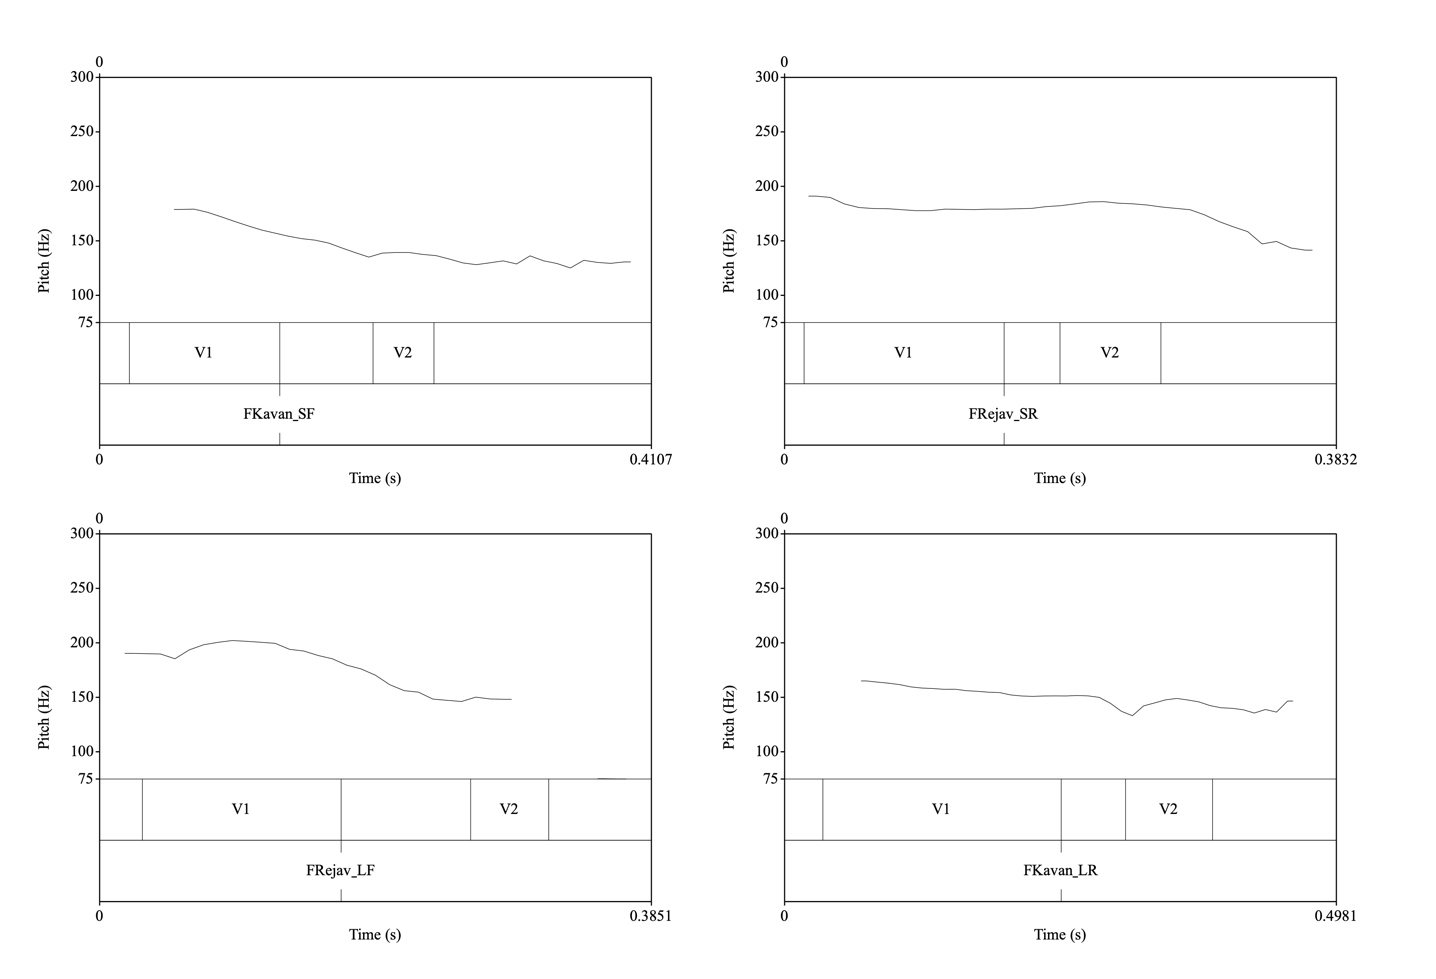 0
300
250
200
150
100
75
Pitch (Hz)
V1 V2
FKavan_SF
0 0.4107
Time (s)
0
300
250
200
150
100
75
Pitch (Hz)
V1 V2
FRejav_SR
0 0.3832
Time (s)
0
300
250
200
150
100
75
Pitch (Hz)
V1 V2
FRejav_LF
0 0.3851
Time (s)
0
300
250
200
150
100
75
Pitch (Hz)
V1 V2
FKavan_LR
0 0.4981
Time (s)